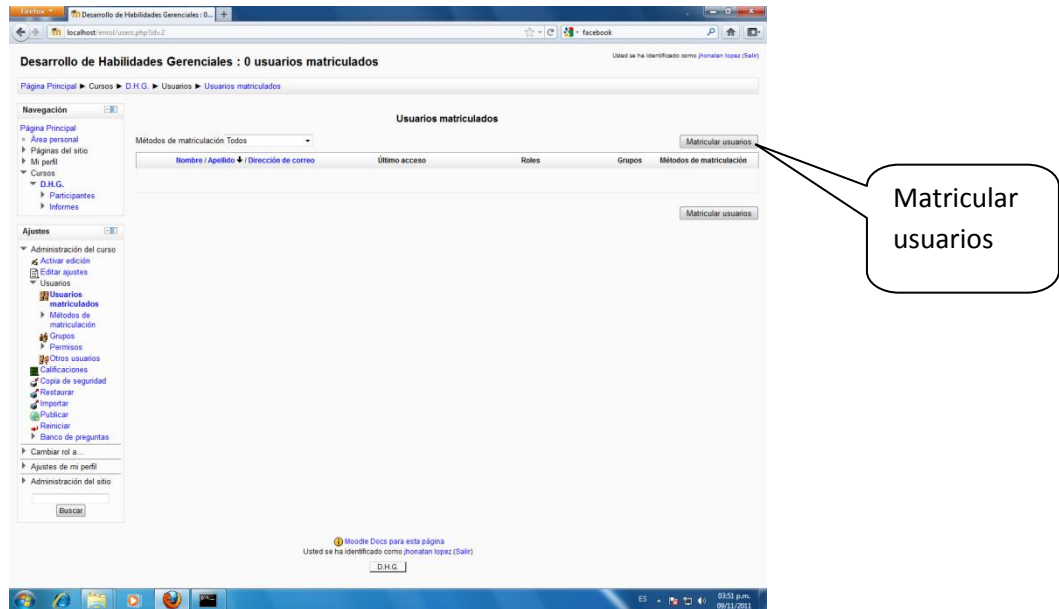 Firefox
Desarrollo de Habilidades Gerenciales : 0...
localhost/enrol/users.php?id=2
facebook
Desarrollo de Habilidades Gerenciales : 0 usuarios matriculados
Usted se ha identificado como jhonatan lopez (Salir)
Página Principal ► Cursos ► D.H.G. ► Usuarios ► Usuarios matriculados
Navegación
Página Principal
Área personal
Páginas del sitio
Mi perfil
Cursos
D.H.G.
Participantes
Informes
Ajustes
Administración del curso
Activar edición
Editar ajustes
Usuarios
Usuarios
matriculados
Métodos de
matriculación
Grupos
Permisos
Otros usuarios
Calificaciones
Copia de seguridad
Restaurar
Importar
Publicar
Reiniciar
Banco de preguntas
Cambiar rol a...
Ajustes de mi perfil
Administración del sitio
Buscar
Usuarios matriculados
Métodos de matriculación Todos
Matricular usuarios
Nombre / Apellido ↓ / Dirección de correo Último acceso Roles Grupos Métodos de matriculación
Matricular usuarios
Matricular
usuarios
Moodle Docs para esta página
Usted se ha identificado como jhonatan lopez (Salir)
D.H.G.
ES
03:51 p.m.
09/11/2011